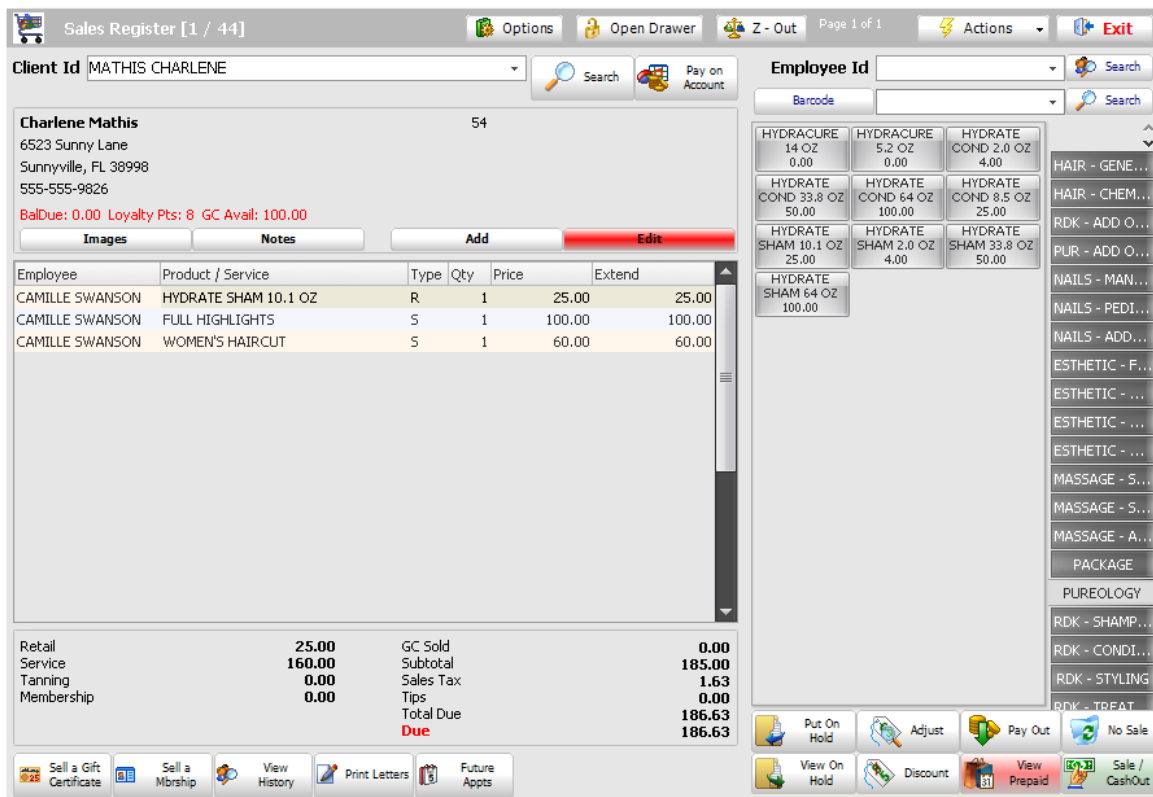 Sales Register [1 / 44]
Options
Open Drawer
Z - Out
Page 1 of 1
Actions
Exit
Client Id MATHIS CHARLENE
Search
Pay on
Account
Employee Id
Search
Barcode
Search
Charlene Mathis 54
6523 Sunny Lane
Sunnyville, FL 38998
555-555-9826
BalDue: 0.00 Loyalty Pts: 8 GC Avail: 100.00
Images Notes Add Edit
Employee Product / Service Type Qty Price Extend
CAMILLE SWANSON HYDRATE SHAM 10.1 OZ R 1 25.00 25.00
CAMILLE SWANSON FULL HIGHLIGHTS S 1 100.00 100.00
CAMILLE SWANSON WOMEN'S HAIRCUT S 1 60.00 60.00
HYDRACURE
14 OZ
0.00
HYDRACURE
5.2 OZ
0.00
HYDRATE
COND 2.0 OZ
4.00
HYDRATE
COND 33.8 OZ
50.00
HYDRATE
COND 64 OZ
100.00
HYDRATE
COND 8.5 OZ
25.00
HYDRATE
SHAM 10.1 OZ
25.00
HYDRATE
SHAM 2.0 OZ
4.00
HYDRATE
SHAM 33.8 OZ
50.00
HYDRATE
SHAM 64 OZ
100.00
HAIR - GENE...
HAIR - CHEM...
RDK - ADD O...
PUR - ADD O...
NAILS - MAN...
NAILS - PEDI...
NAILS - ADD...
ESTHETIC - F...
ESTHETIC - ...
ESTHETIC - ...
ESTHETIC - ...
MASSAGE - S...
MASSAGE - S...
MASSAGE - A...
PACKAGE
PUREOLOGY
RDK - SHAMP...
RDK - CONDI...
RDK - STYLING
RDK - TREAT
Retail 25.00
Service 160.00
Tanning 0.00
Membership 0.00
GC Sold 0.00
Subtotal 185.00
Sales Tax 1.63
Tips 0.00
Total Due 186.63
Due 186.63
Put On
Hold
Adjust
Pay Out
No Sale
Sell a Gift
Certificate
Sell a
Mbrship
View
History
Print Letters
Future
Appts
View On
Hold
Discount
View
Prepaid
Sale /
CashOut